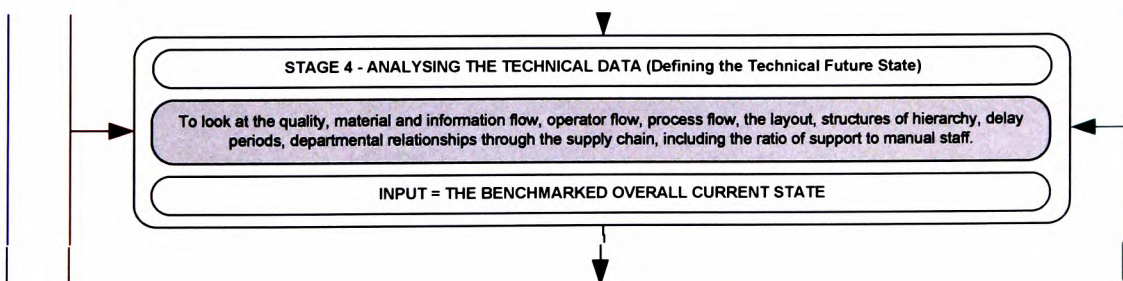 STAGE 4 - ANALYSING THE TECHNICAL DATA (Defining the Technical Future State)
To look at the quality, material and information flow, operator flow, process flow, the layout, structures of hierarchy, delay
periods, departmental relationships through the supply chain, including the ratio of support to manual staff.
INPUT = THE BENCHMARKED OVERALL CURRENT STATE